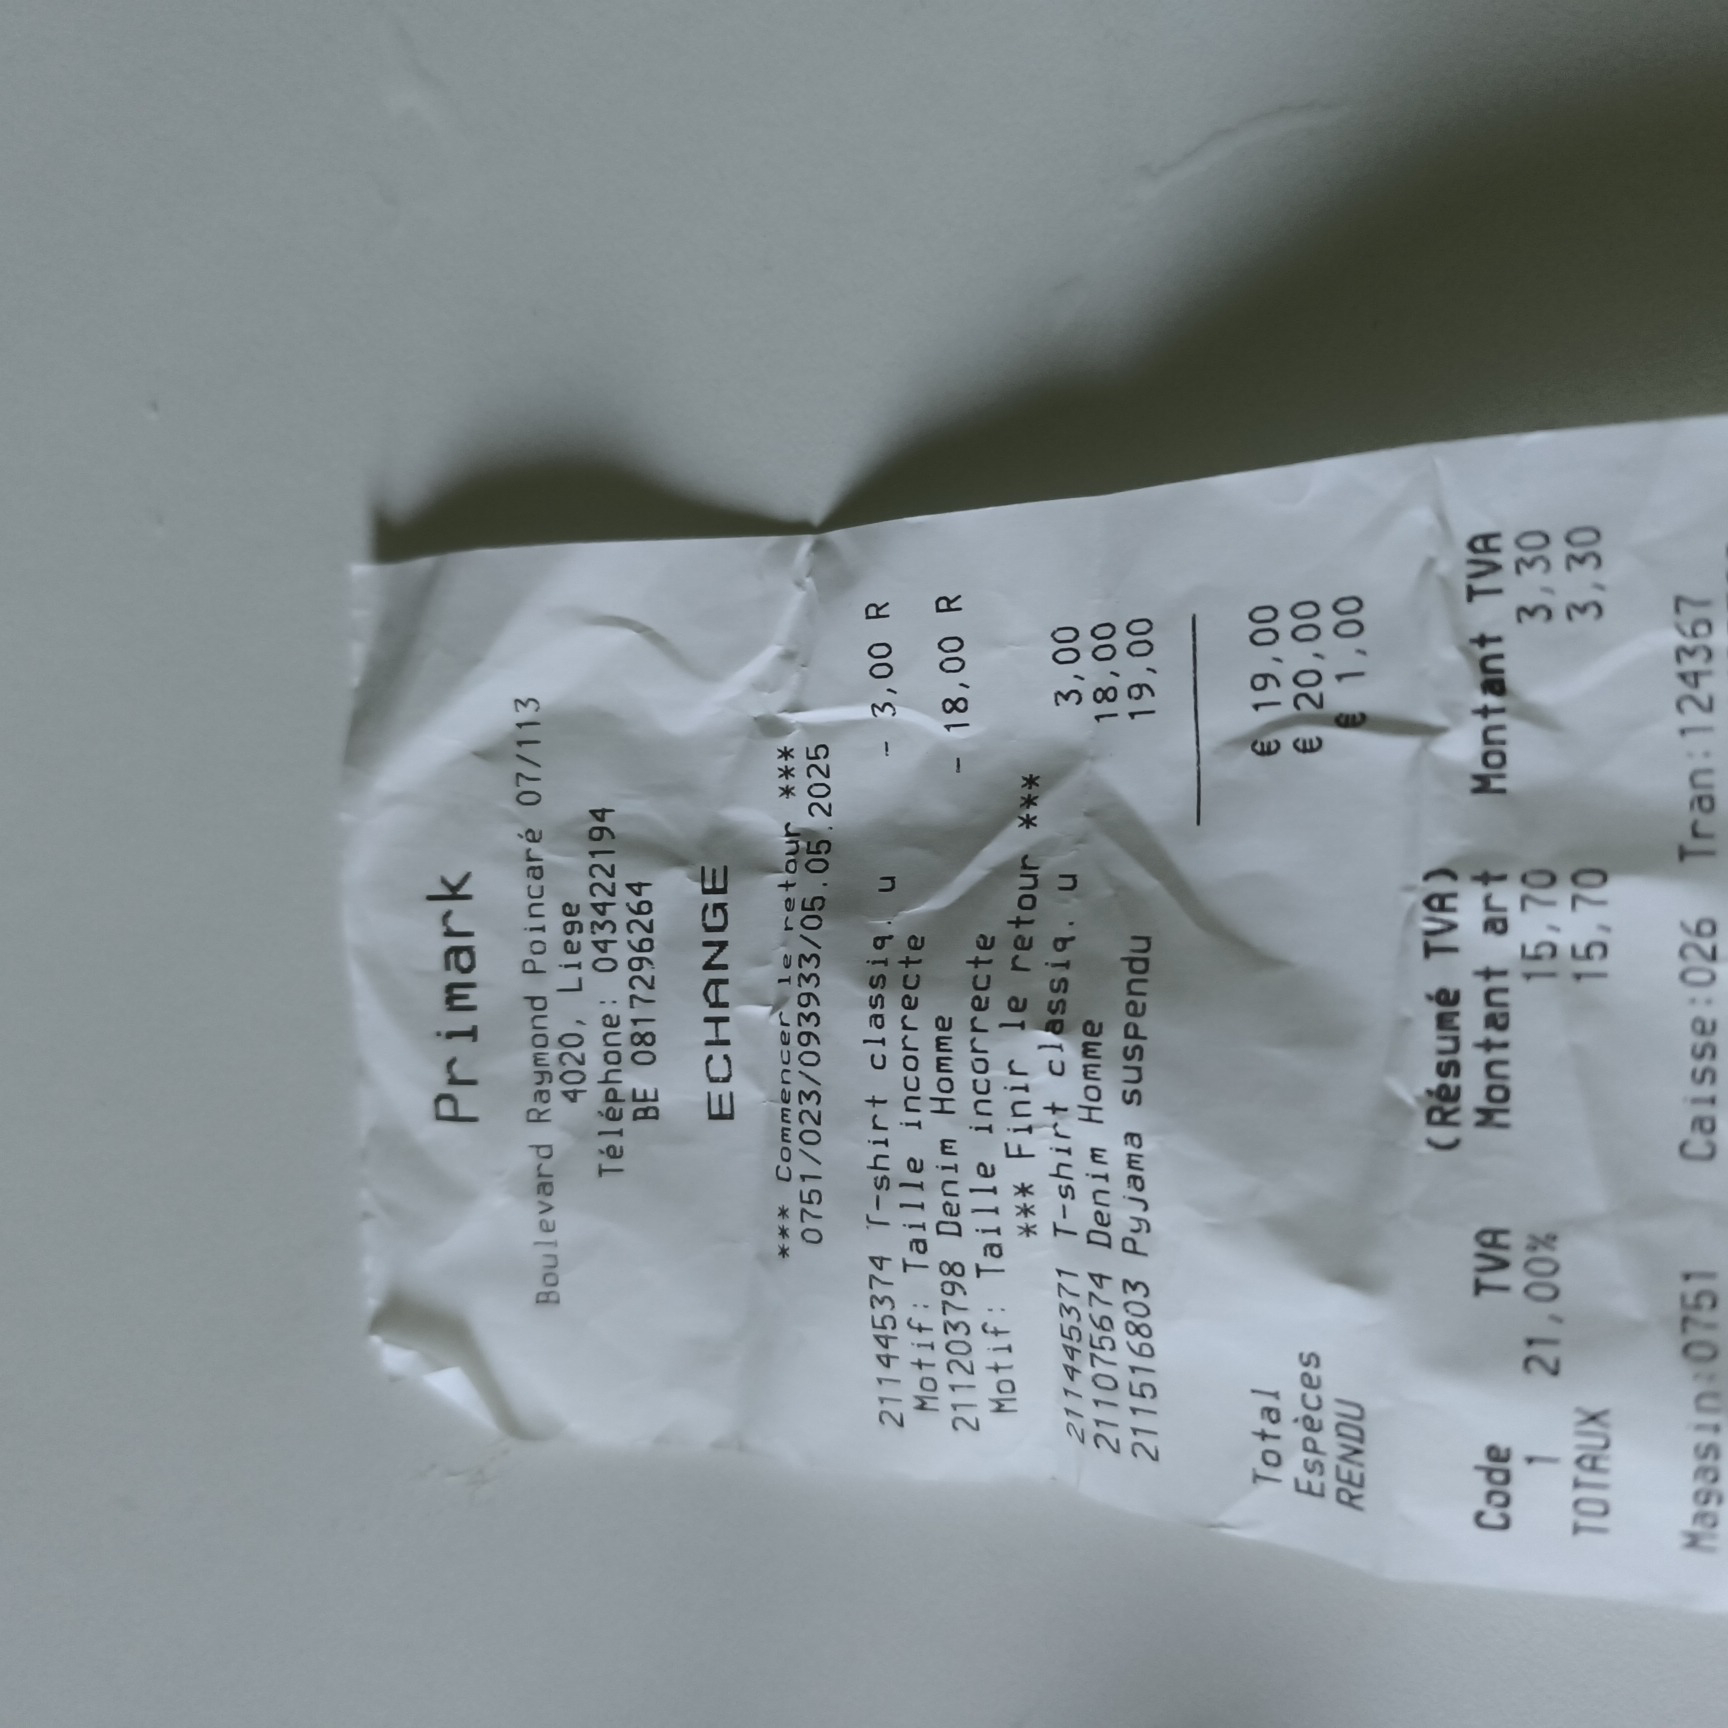 Primark
Boulevard Raymond Poincaré 07/113
4020, Liege
Téléphone: 043422194
BE 0817296264
ECHANGE
*** Commencer le retour ***
0751/023/093933/05.05.2025
211445374 T-shirt classiq. u - 3,00 R
Motif: Taille incorrecte
211203798 Denim Homme - 18,00 R
Motif: Taille incorrecte
*** Finir le retour ***
211445371 T-shirt classiq. u 3,00
211075674 Denim Homme 18,00
211516803 Pyjama suspendu 19,00
Total € 19,00
Espèces € 20,00
RENDU € 1,00
(Résumé TVA)
Code TVA Montant art Montant TVA
1 21,00% 15,70 3,30
TOTAUX 15,70 3,30
Magasin:0751 Caisse:026 Tran:124367